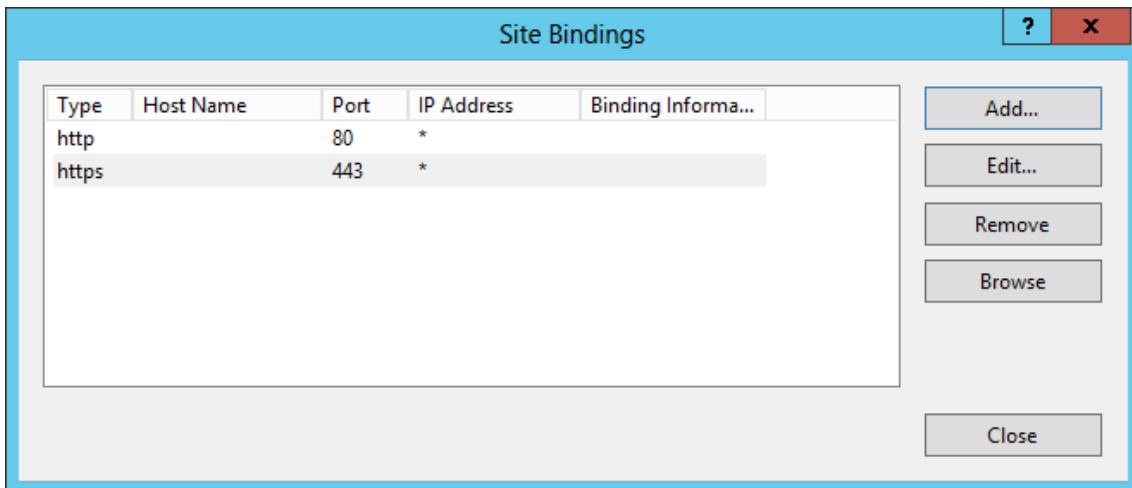 Site Bindings
? x
Type Host Name Port IP Address Binding Informa...
http 80 *
https 443 *
Add...
Edit...
Remove
Browse
Close